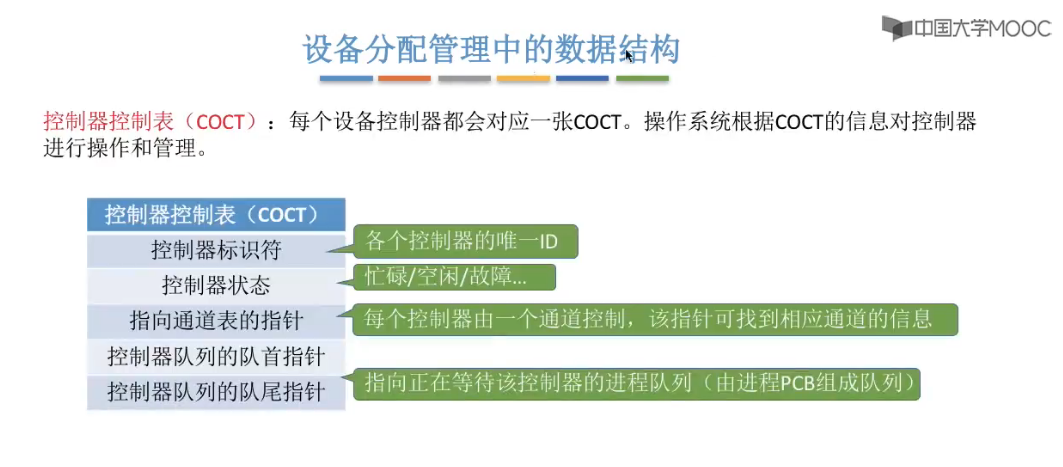 中国大学MOOC
设备分配管理中的数据结构
控制器控制表（COCT）：每个设备控制器都会对应一张COCT。操作系统根据COCT的信息对控制器
进行操作和管理。
控制器控制表（COCT）
控制器标识符
各个控制器的唯一ID
控制器状态
忙碌/空闲/故障...
指向通道表的指针
每个控制器由一个通道控制，该指针可找到相应通道的信息
控制器队列的队首指针
控制器队列的队尾指针
指向正在等待该控制器的进程队列（由进程PCB组成队列）